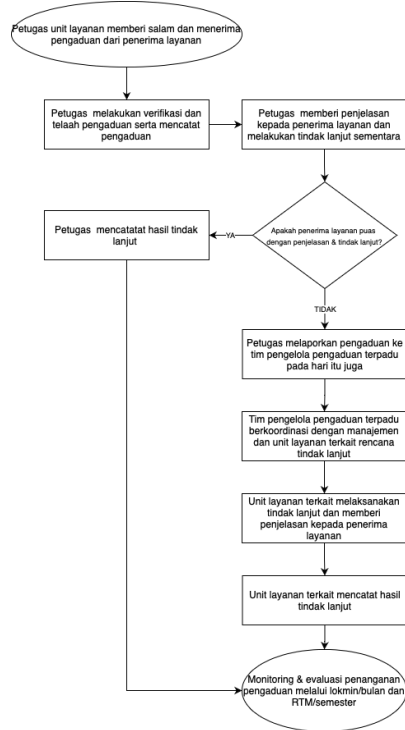 Petugas unit layanan memberi salam dan menerima
pengaduan dari penerima layanan
Petugas melakukan verifikasi dan
telaah pengaduan serta mencatat
pengaduan
Petugas memberi penjelasan
kepada penerima layanan dan
melakukan tindak lanjut sementara
Apakah penerima layanan puas
dengan penjelasan & tindak lanjut?
YA
Petugas mencatatat hasil tindak
lanjut
TIDAK
Petugas melaporkan pengaduan ke
tim pengelola pengaduan terpadu
pada hari itu juga
Tim pengelola pengaduan terpadu
berkoordinasi dengan manajemen
dan unit layanan terkait rencana
tindak lanjut
Unit layanan terkait melaksanakan
tindak lanjut dan memberi
penjelasan kepada penerima
layanan
Unit layanan terkait mencatat hasil
tindak lanjut
Monitoring & evaluasi penanganan
pengaduan melalui lokmin/bulan dan
RTM/semester